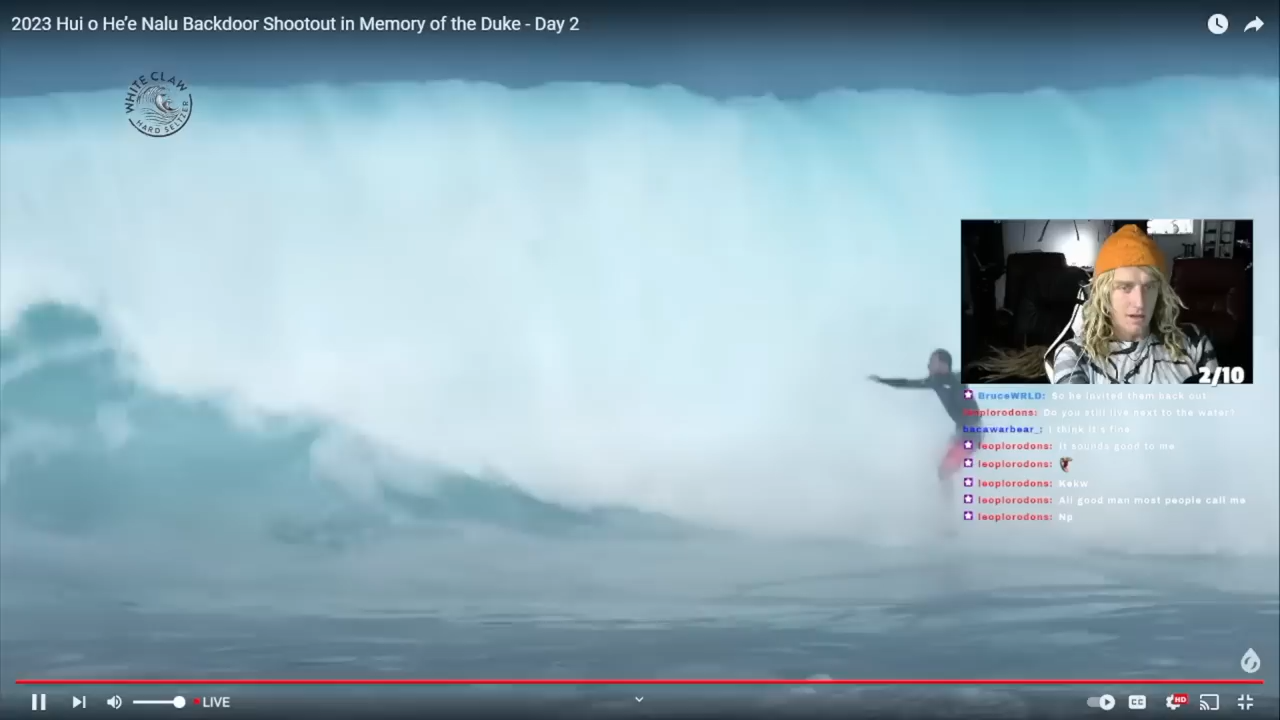 2023 Hui o He’e Nalu Backdoor Shootout in Memory of the Duke - Day 2
WHITE CLAW
HARD SELTZER
2/10
BruceWRLD: So he invited them back out
leoplorodons: Do you still live next to the water?
bacawarbear_: I think it's fine
leoplorodons: It sounds good to me
leoplorodons:
leoplorodons: Kekw
leoplorodons: All good man most people call me
leoplorodons: Np
LIVE
CC
HD